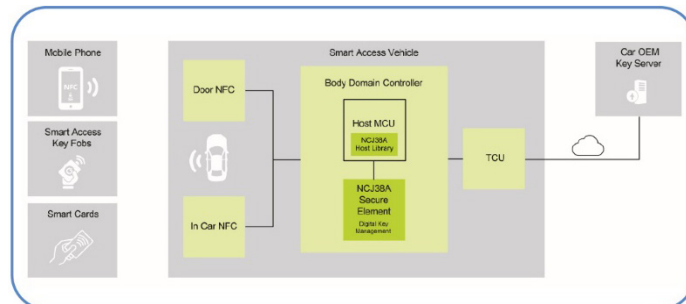 Mobile Phone
NFC
Smart Access
Key Fobs
Smart Cards
Smart Access Vehicle
Door NFC
In Car NFC
Body Domain Controller
Host MCU
NCJ38A
Host Library
NCJ38A
Secure
Element
Digital Key
Management
TCU
Car OEM
Key Server